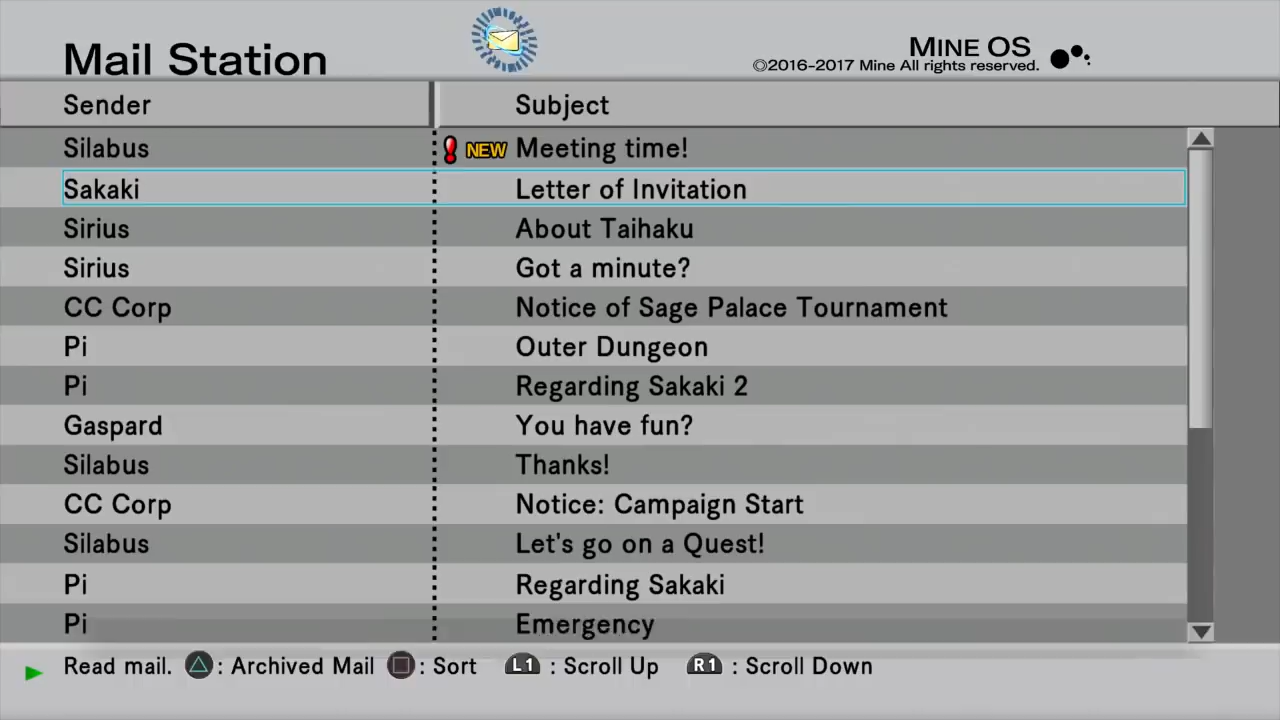 Mail Station
MINE OS
©2016-2017 Mine All rights reserved.
Sender Subject
Silabus NEW Meeting time!
Sakaki Letter of Invitation
Sirius About Taihaku
Sirius Got a minute?
CC Corp Notice of Sage Palace Tournament
Pi Outer Dungeon
Pi Regarding Sakaki 2
Gaspard You have fun?
Silabus Thanks!
CC Corp Notice: Campaign Start
Silabus Let's go on a Quest!
Pi Regarding Sakaki
Pi Emergency
Read mail. : Archived Mail : Sort L1 : Scroll Up R1 : Scroll Down